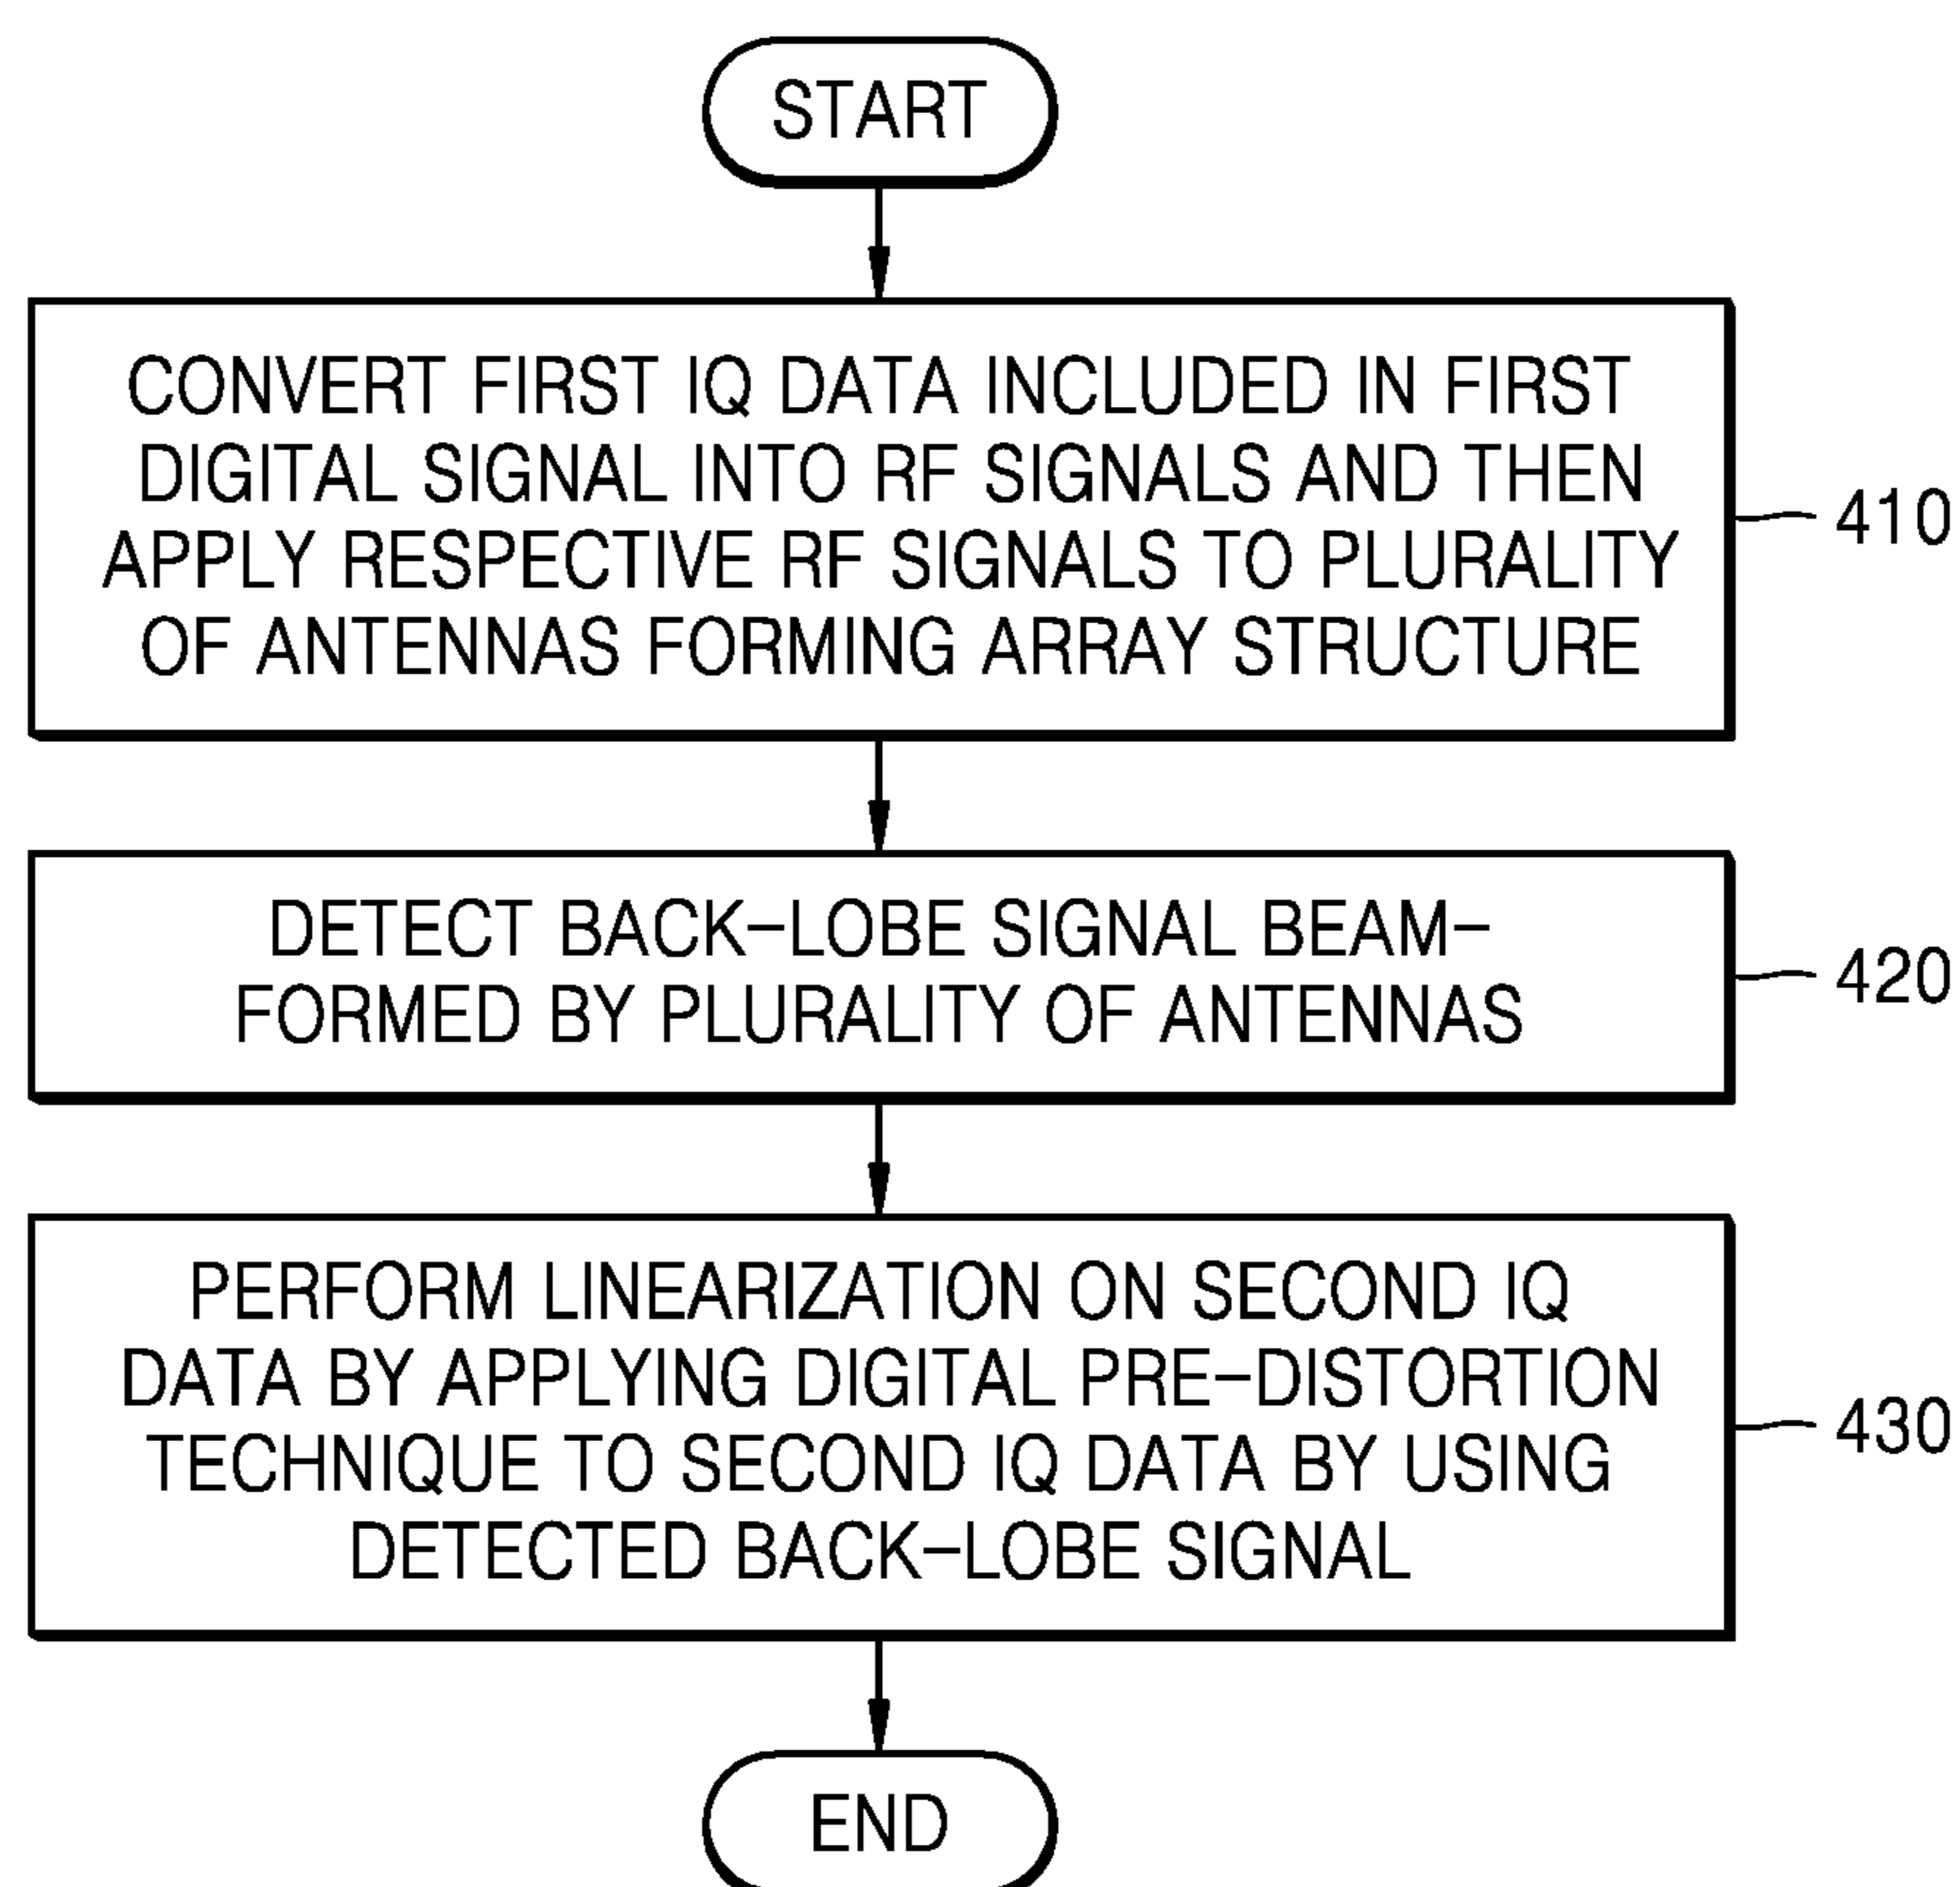 START
CONVERT FIRST IQ DATA INCLUDED IN FIRST
DIGITAL SIGNAL INTO RF SIGNALS AND THEN
APPLY RESPECTIVE RF SIGNALS TO PLURALITY
OF ANTENNAS FORMING ARRAY STRUCTURE
410
DETECT BACK-LOBE SIGNAL BEAM-
FORMED BY PLURALITY OF ANTENNAS
420
PERFORM LINEARIZATION ON SECOND IQ
DATA BY APPLYING DIGITAL PRE-DISTORTION
TECHNIQUE TO SECOND IQ DATA BY USING
DETECTED BACK-LOBE SIGNAL
430
END